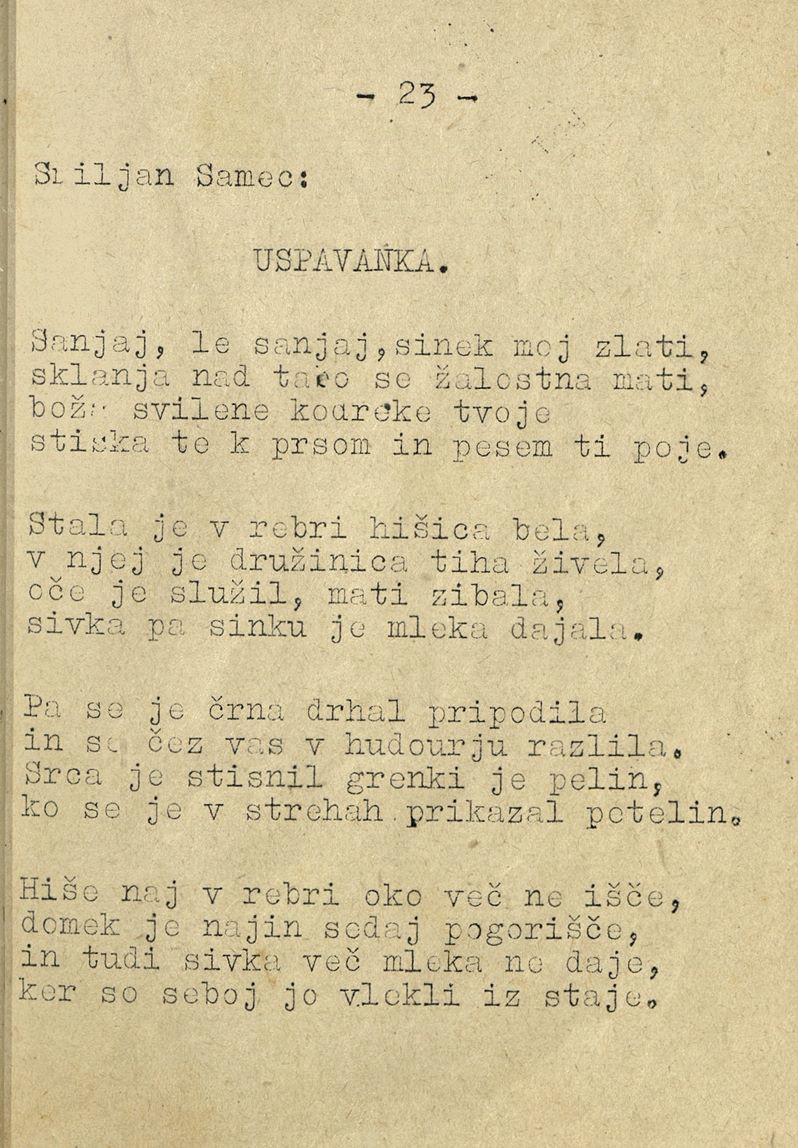 - 23 -
Smiljan Samec:
USPAVANKA.
Sanjaj, le sanjaj,sinek moj zlati,
sklanja nad tabo se žalostna mati,
boža svilene kodrčke tvoje
stiska te k prsom in pesem ti poje.
Stala je v rebri hišica bela,
v njej je družinica tiha živela,
oče je služil, mati zibala,
sivka pa sinku je mleka dajala.
Pa se je črna drhal pripodila
in se čez vas v hudourju razlila.
Srca je stisnil grenki je pelin,
ko se je v strehah prikazal petelin.
Hiše naj v rebri oko več ne išče,
domek je najin sedaj pogorišče,
in tudi sivka več mleka ne daje,
ker so seboj jo vlekli iz staje.